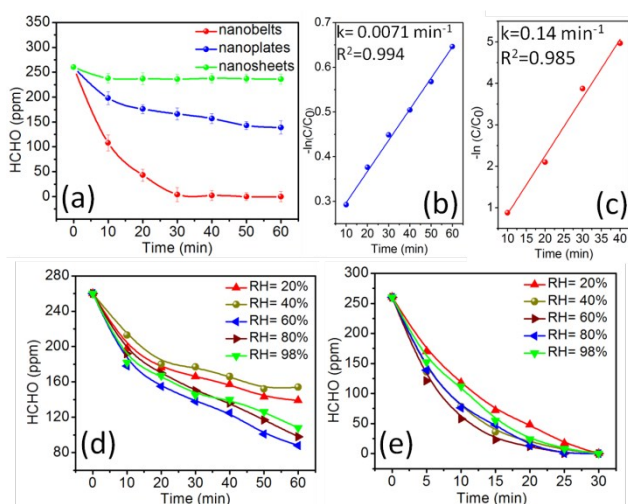 (a)
nanobelts
nanoplates
nanosheets
HCHO (ppm)
350
300
250
200
150
100
50
0
0 10 20 30 40 50 60
Time (min)
(b)
k= 0.0071 min⁻¹
R²=0.994
-ln(C/C₀)
0.6
0.5
0.4
0.3
10 20 30 40 50 60
Time (min)
(c)
k=0.14 min⁻¹
R²=0.985
-ln (C/C₀)
5
4
3
2
1
10 15 20 25 30 35 40
Time (min)
(d)
RH= 20%
RH= 40%
RH= 60%
RH= 80%
RH= 98%
HCHO (ppm)
280
240
200
160
120
80
0 10 20 30 40 50 60
Time (min)
(e)
RH= 20%
RH= 40%
RH= 60%
RH= 80%
RH= 98%
HCHO (ppm)
300
250
200
150
100
50
0
0 5 10 15 20 25 30
Time (min)